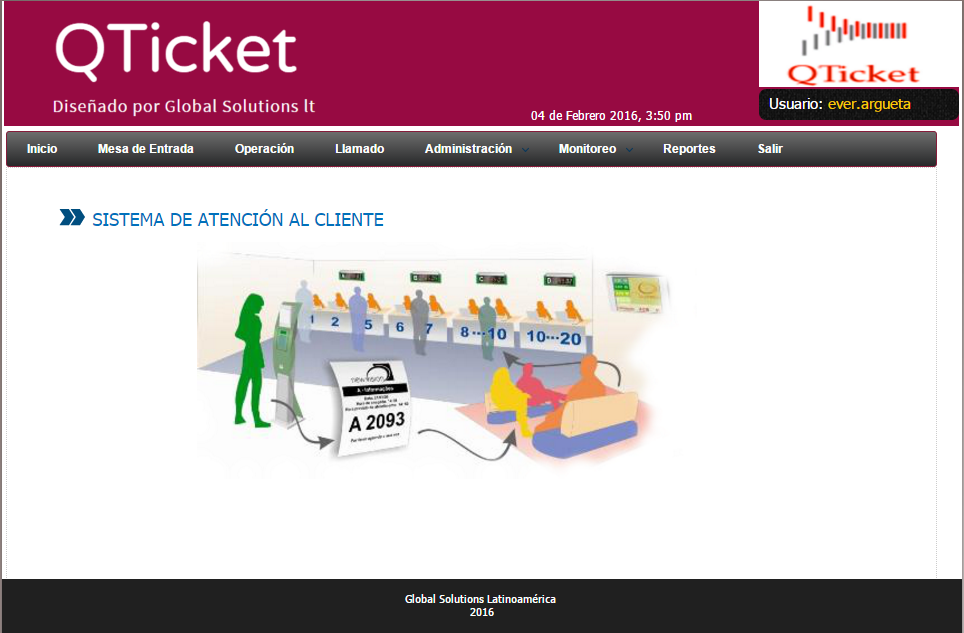 QTicket
Diseñado por Global Solutions lt
04 de Febrero 2016, 3:50 pm
QTicket
Usuario: ever.argueta
Inicio
Mesa de Entrada
Operación
Llamado
Administración
Monitoreo
Reportes
Salir
SISTEMA DE ATENCIÓN AL CLIENTE
A
B
C
D
1
2
5
6
7
8···10
10···20
A - Informações
A 2093
Global Solutions Latinoamérica
2016